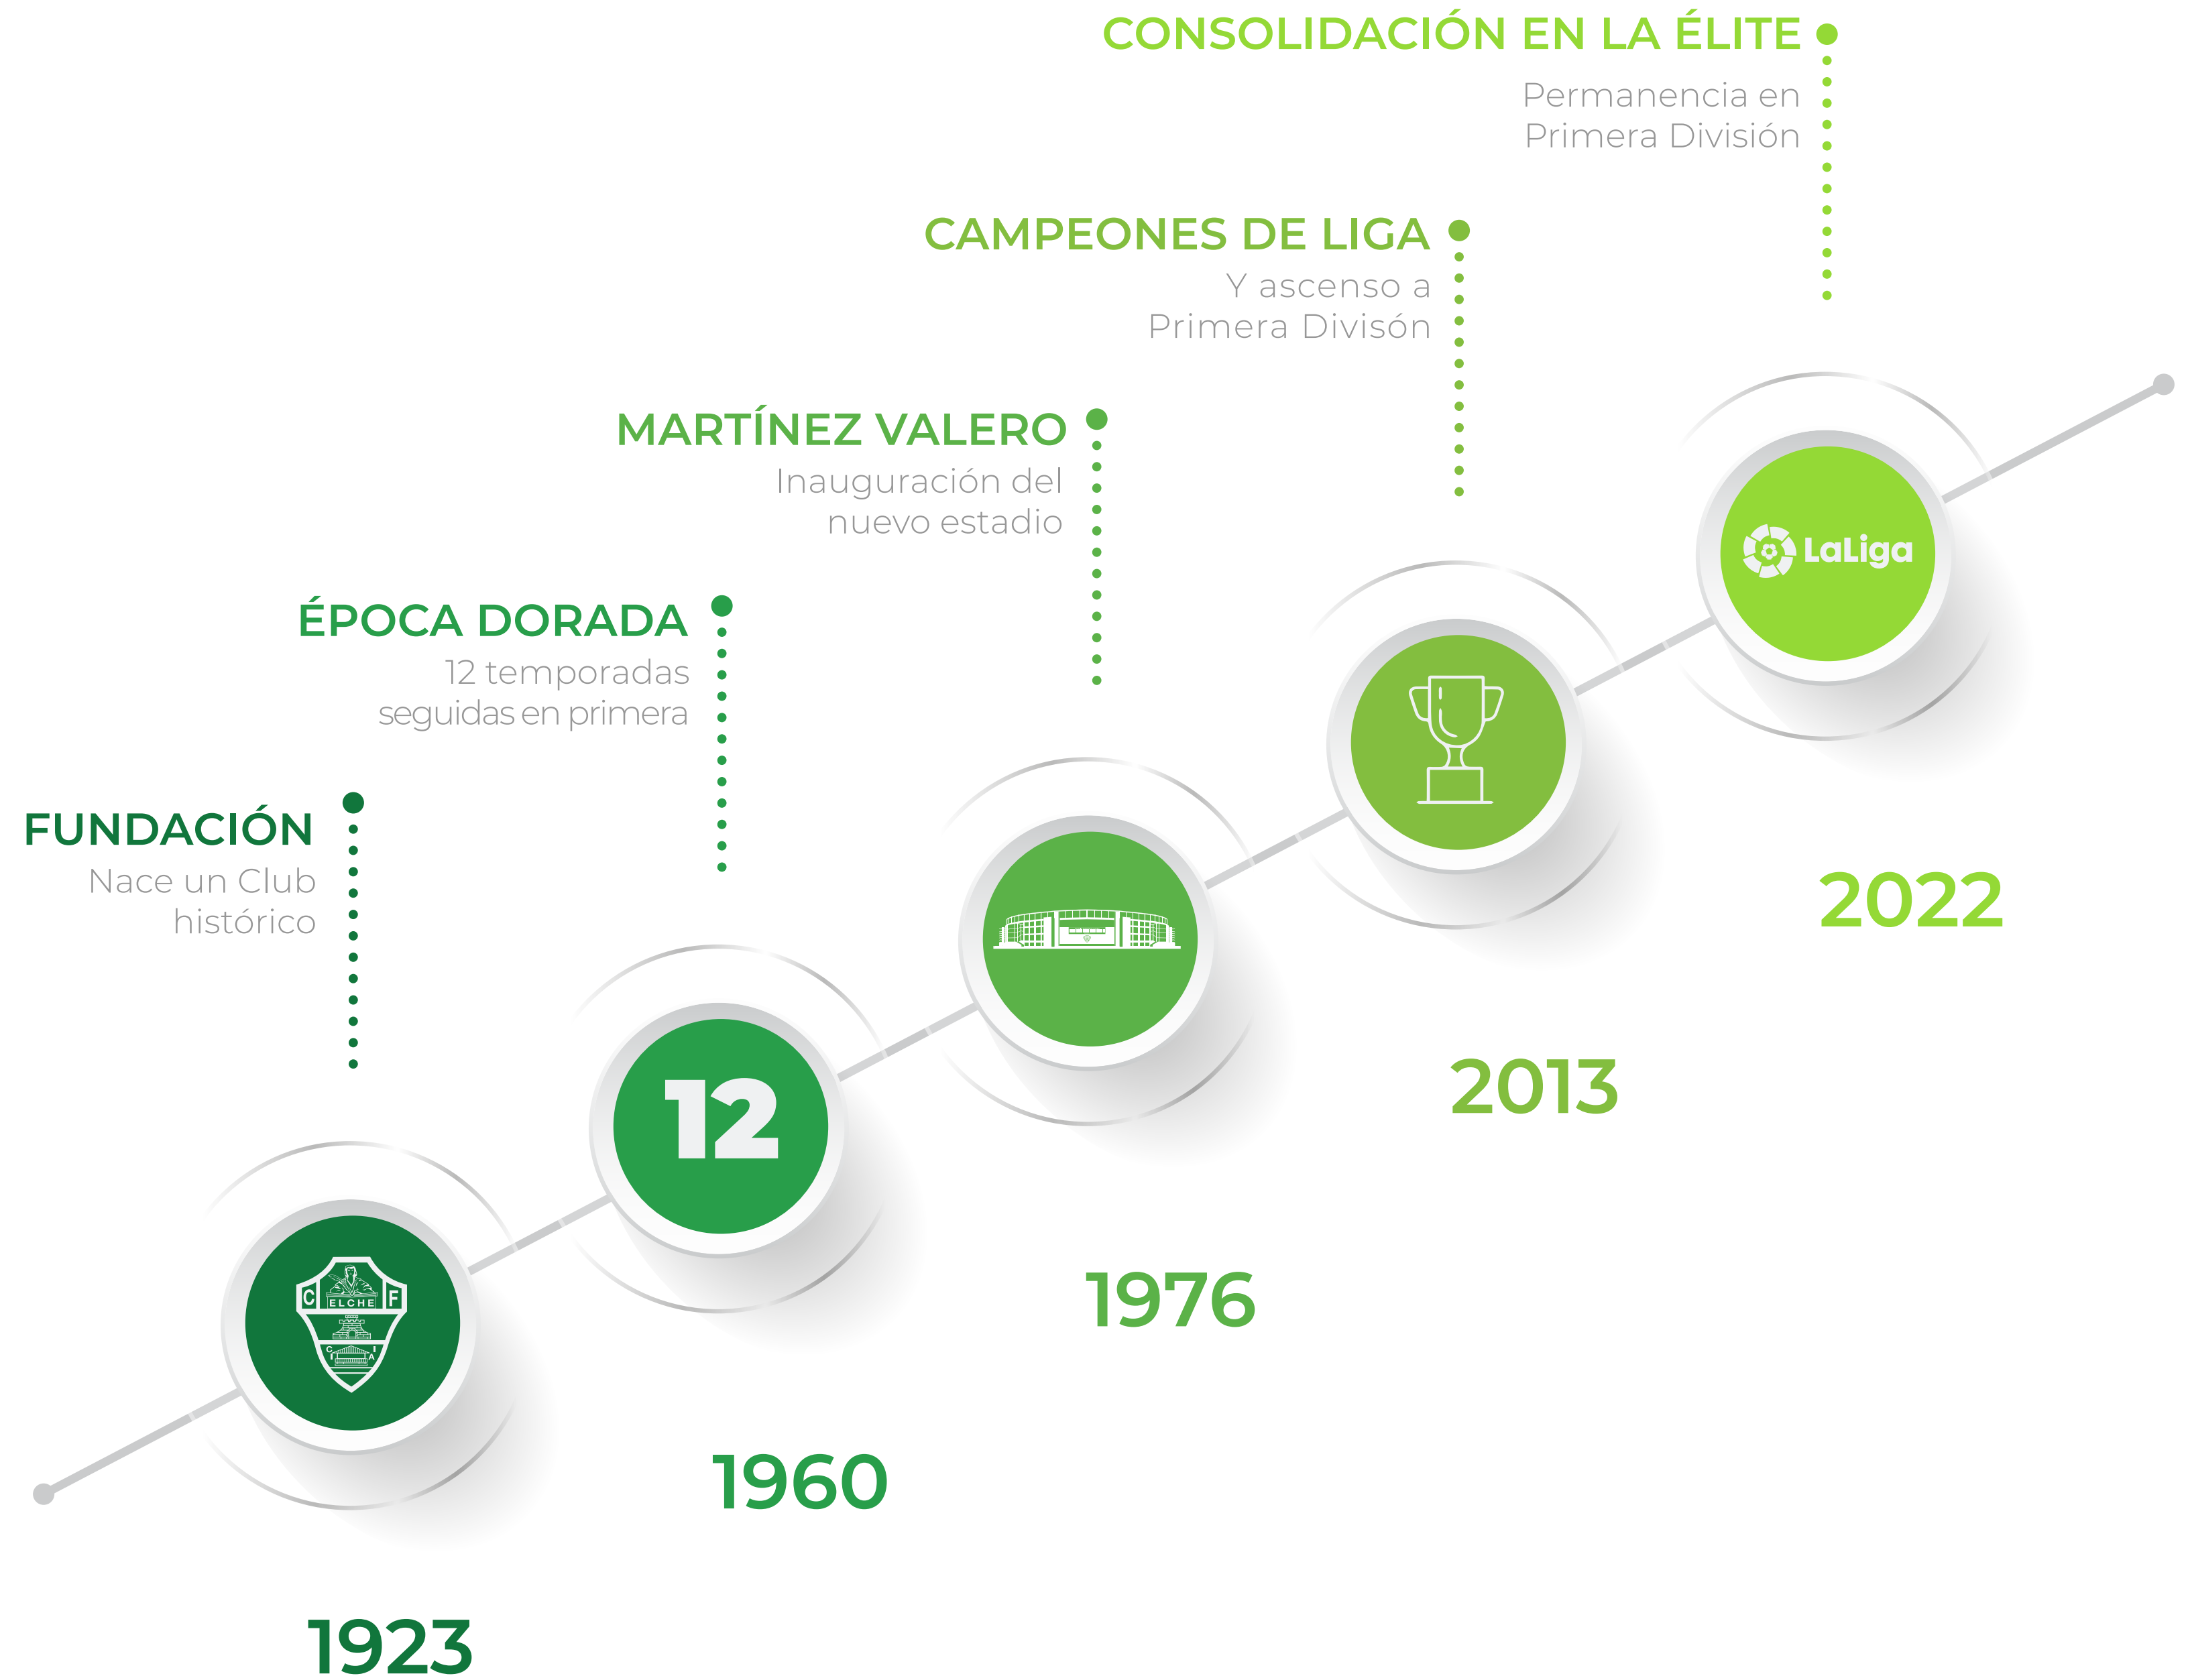 CONSOLIDACIÓN EN LA ÉLITE
Permanencia en
Primera División
CAMPEONES DE LIGA
Y ascenso a
Primera Divisón
MARTÍNEZ VALERO
Inauguración del
nuevo estadio
ÉPOCA DORADA
12 temporadas
seguidas en primera
FUNDACIÓN
Nace un Club
histórico
LaLiga
12
C F
ELCHE
C I
I A
2022
2013
1976
1960
1923